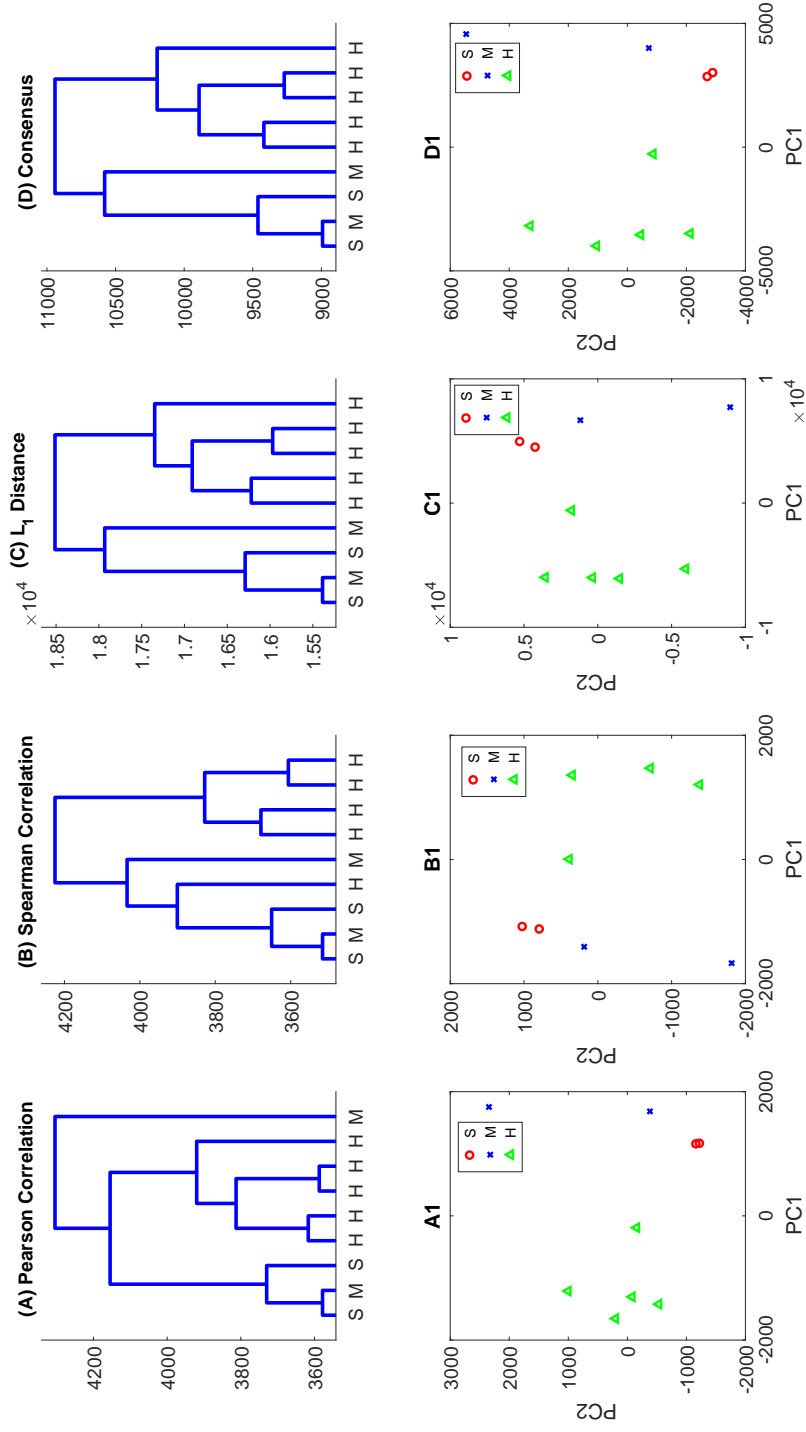 (A) Pearson Correlation
4200
4000
3800
3600
S M S H H H H H M
(B) Spearman Correlation
4200
4000
3800
3600
S M S H M H H H H
(C) L1 Distance
×10^4
1.85
1.8
1.75
1.7
1.65
1.6
1.55
S M S M H H H H H
(D) Consensus
11000
10500
10000
9500
9000
S M S M H H H H H
A1
S
M
H
PC2
3000
2000
1000
0
-1000
-2000
-2000 0 2000
PC1
B1
S
M
H
PC2
2000
1000
0
-1000
-2000
-2000 0 2000
PC1
C1
×10^4
S
M
H
PC2
1
0.5
0
-0.5
-1
-1 0 1
×10^4
PC1
D1
S
M
H
PC2
6000
4000
2000
0
-2000
-4000
-5000 0 5000
PC1